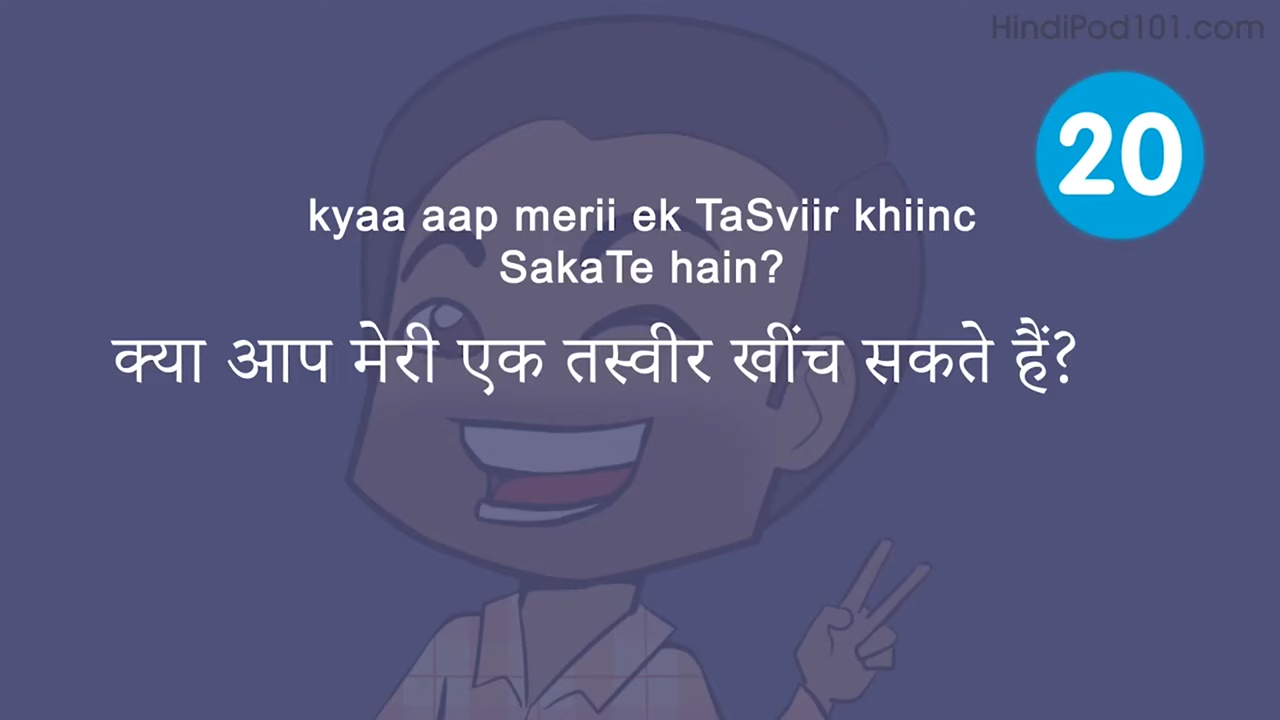 HindiPod101.com
20
kyaa aap merii ek TaSviir khiinc
SakaTe hain?
क्या आप मेरी एक तस्वीर खींच सकते हैं?